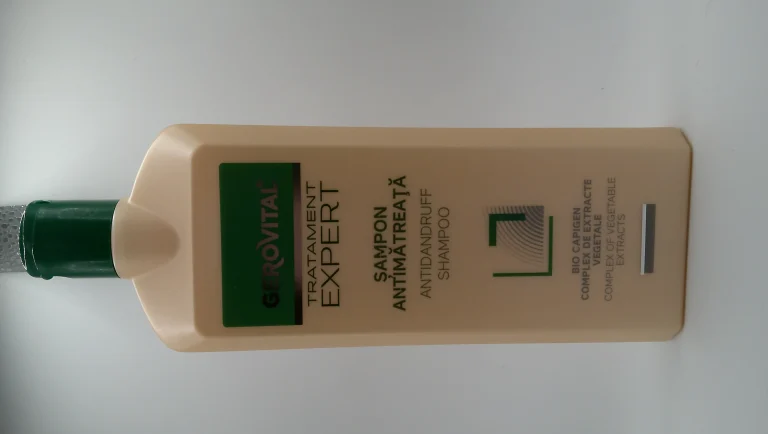 GEROVITAL
TRATAMENT
EXPERT
ȘAMPON
ANTIMĂTREAȚĂ
ANTIDANDRUFF
SHAMPOO
BIO CAPIGEN
COMPLEX DE EXTRACTE
VEGETALE
COMPLEX OF VEGETABLE
EXTRACTS